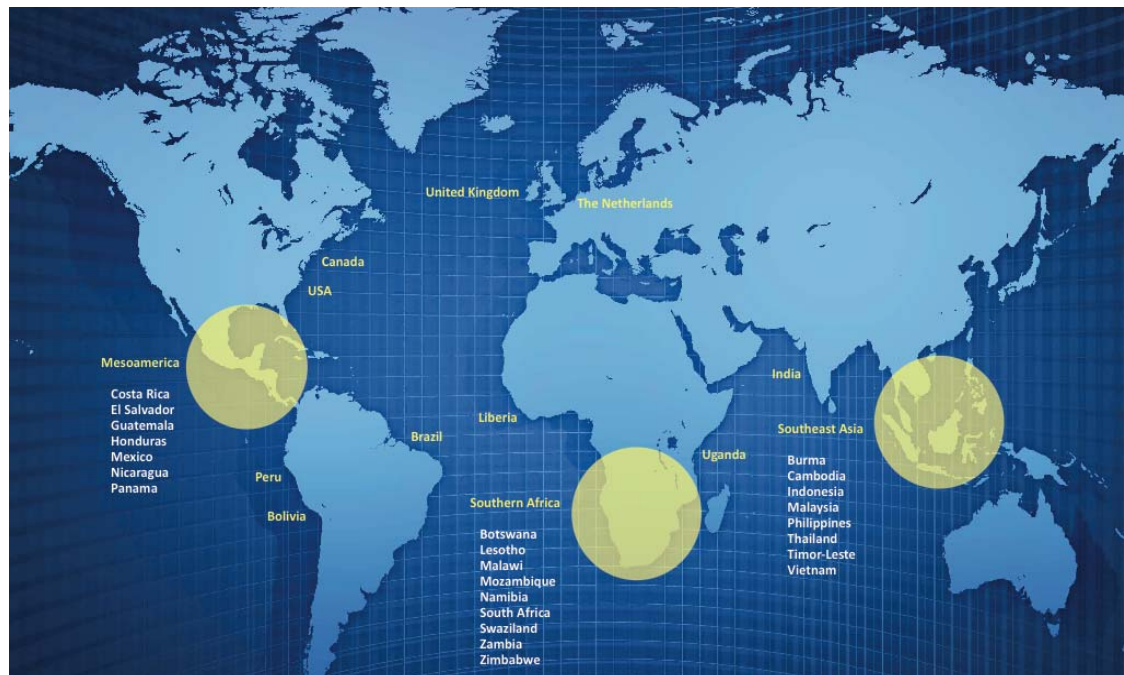 United Kingdom
The Netherlands
Canada
USA
Mesoamerica
Costa Rica
El Salvador
Guatemala
Honduras
Mexico
Nicaragua
Panama
India
Liberia
Southeast Asia
Brazil
Uganda
Burma
Cambodia
Indonesia
Malaysia
Philippines
Thailand
Timor-Leste
Vietnam
Peru
Southern Africa
Bolivia
Botswana
Lesotho
Malawi
Mozambique
Namibia
South Africa
Swaziland
Zambia
Zimbabwe